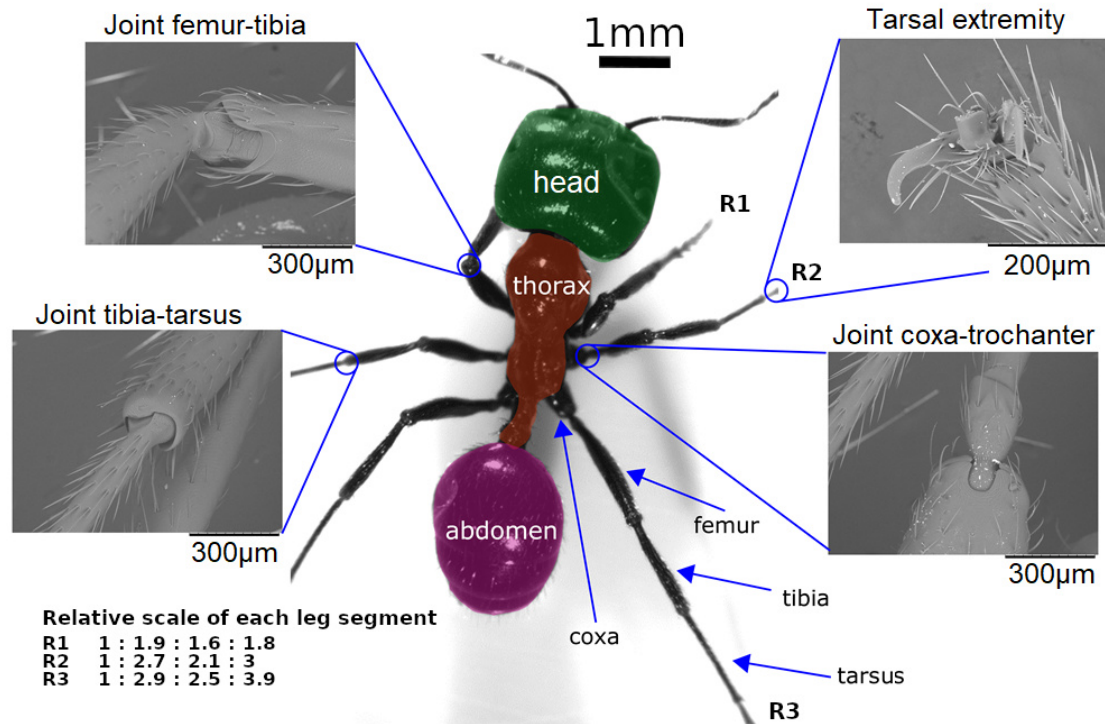 Joint femur-tibia
1mm
Tarsal extremity
head
R1
300µm
thorax
R2
200µm
Joint tibia-tarsus
Joint coxa-trochanter
abdomen
femur
300µm
300µm
tibia
Relative scale of each leg segment
coxa
R1 1 : 1.9 : 1.6 : 1.8
R2 1 : 2.7 : 2.1 : 3
R3 1 : 2.9 : 2.5 : 3.9
tarsus
R3